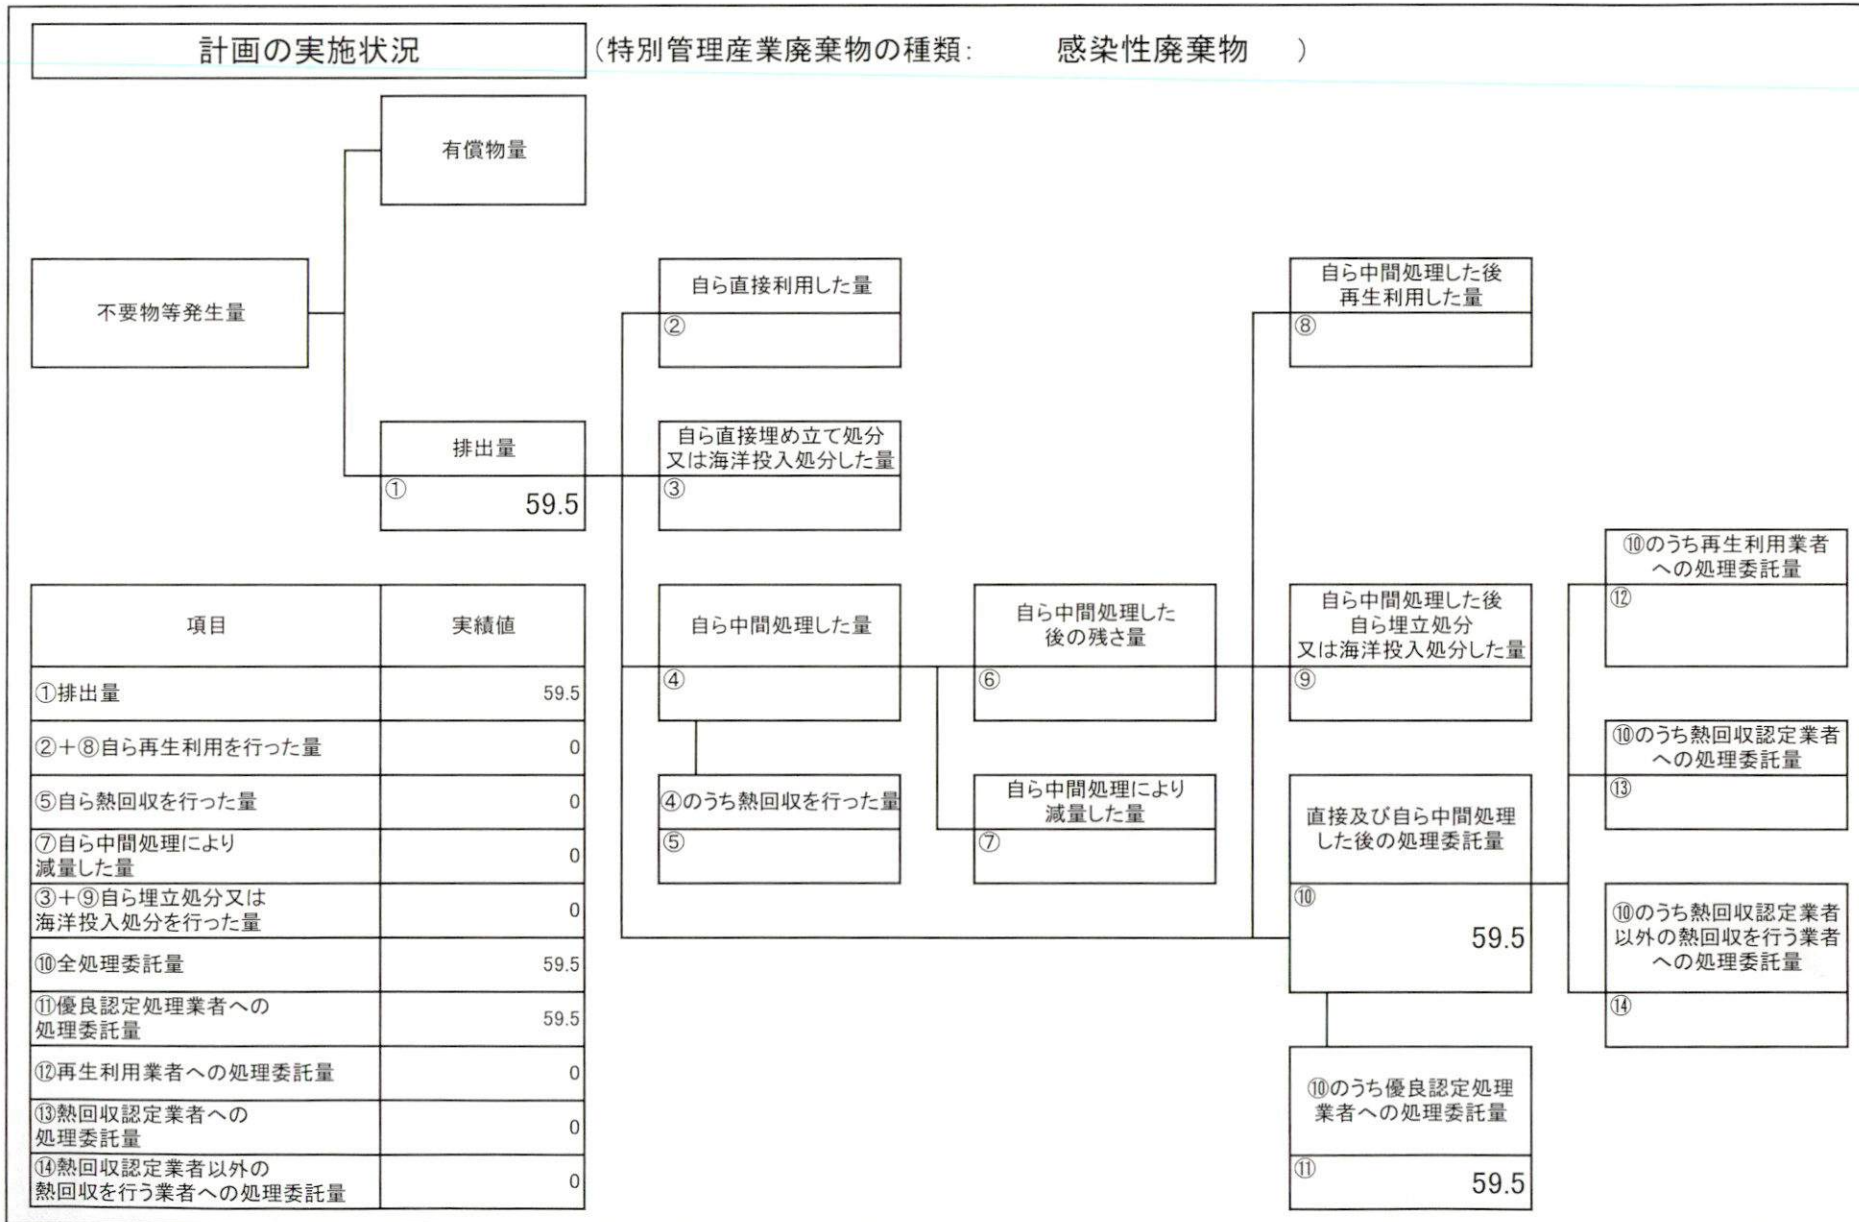 計画の実施状況
(特別管理産業廃棄物の種類: 感染性廃棄物 )
有償物量
不要物等発生量
排出量
①
59.5
自ら直接利用した量
②
自ら直接埋め立て処分
又は海洋投入処分した量
③
自ら中間処理した後
再生利用した量
⑧
自ら中間処理した量
④
④のうち熱回収を行った量
⑤
自ら中間処理した
後の残さ量
⑥
自ら中間処理により
減量した量
⑦
自ら中間処理した後
自ら埋立処分
又は海洋投入処分した量
⑨
直接及び自ら中間処理
した後の処理委託量
⑩
59.5
⑩のうち優良認定処理
業者への処理委託量
⑪
59.5
⑩のうち再生利用業者
への処理委託量
⑫
⑩のうち熱回収認定業者
への処理委託量
⑬
⑩のうち熱回収認定業者
以外の熱回収を行う業者
への処理委託量
⑭
項目 実績値
①排出量 59.5
②+⑧自ら再生利用を行った量 0
⑤自ら熱回収を行った量 0
⑦自ら中間処理により
減量した量 0
③+⑨自ら埋立処分又は
海洋投入処分を行った量 0
⑩全処理委託量 59.5
⑪優良認定処理業者への
処理委託量 59.5
⑫再生利用業者への処理委託量 0
⑬熱回収認定業者への
処理委託量 0
⑭熱回収認定業者以外の
熱回収を行う業者への処理委託量 0